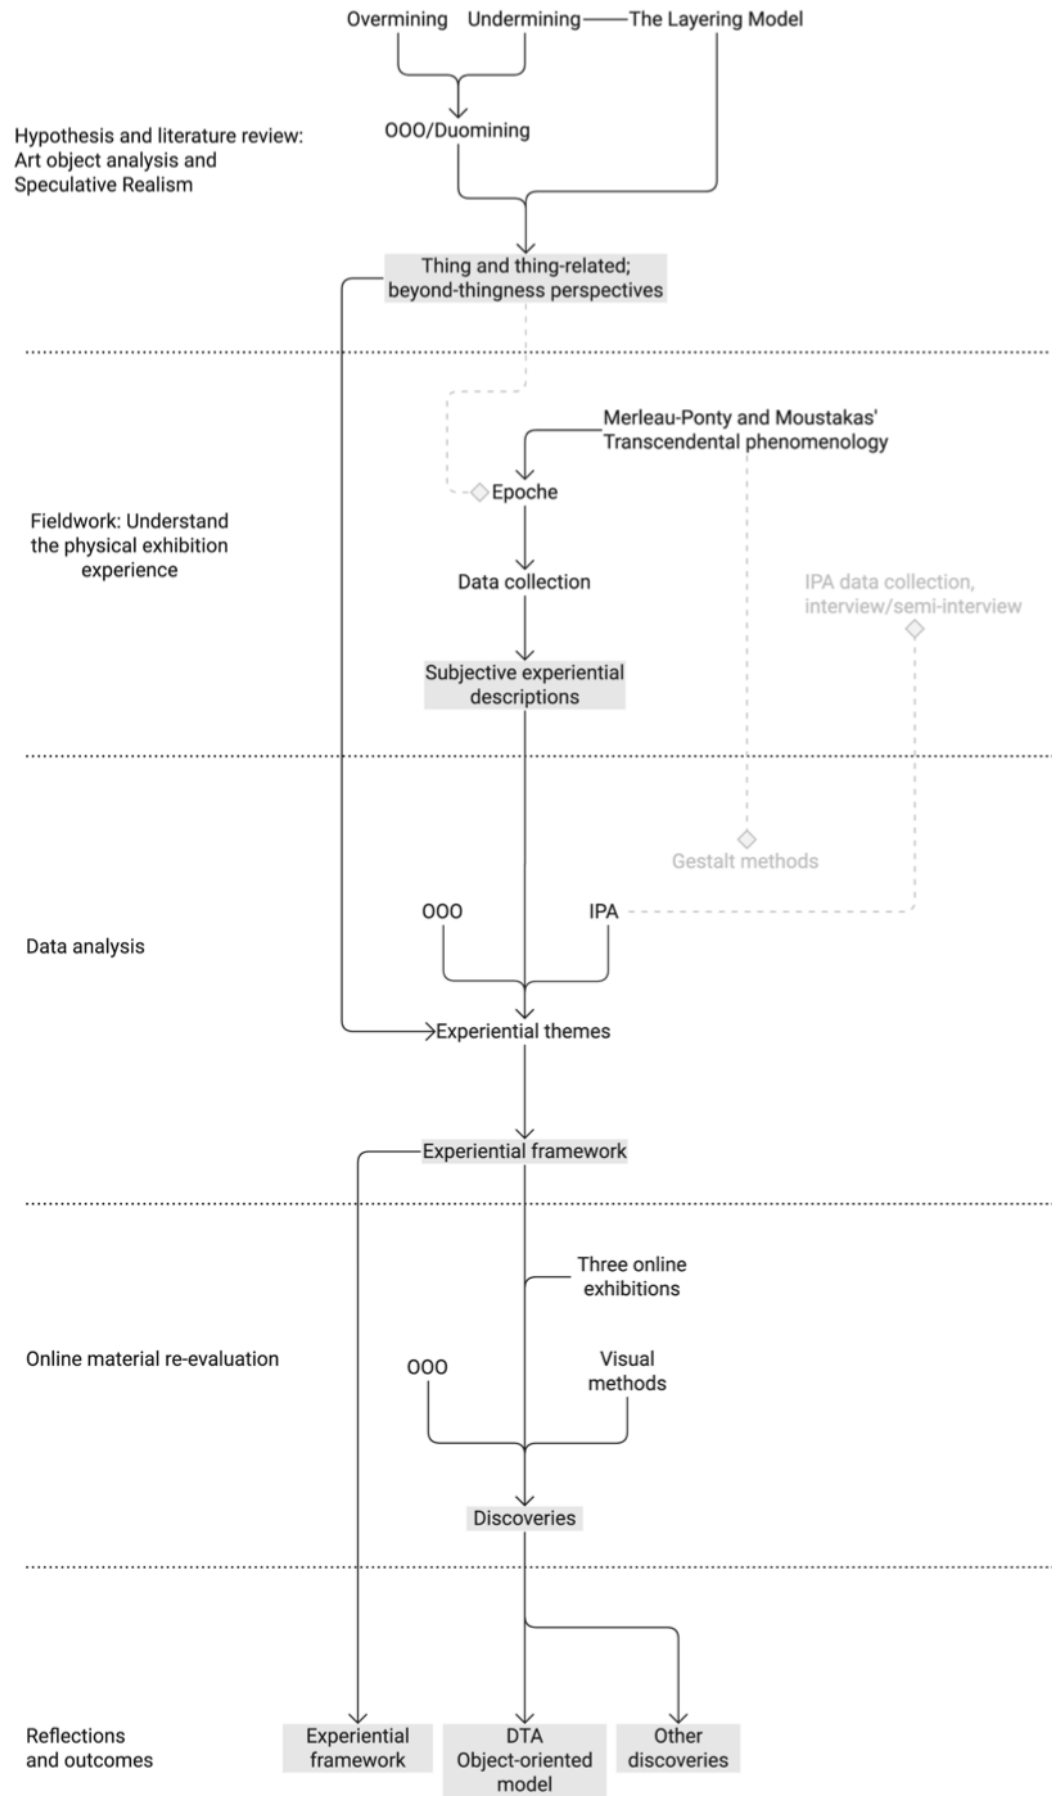 Overmining
Undermining
The Layering Model
OOO/Duomining
Hypothesis and literature review:
Art object analysis and
Speculative Realism
Thing and thing-related;
beyond-thingness perspectives
Merleau-Ponty and Moustakas'
Transcendental phenomenology
Epoche
Fieldwork: Understand
the physical exhibition
experience
Data collection
IPA data collection,
interview/semi-interview
Subjective experiential
descriptions
Gestalt methods
OOO
IPA
Data analysis
Experiential themes
Experiential framework
Three online
exhibitions
Online material re-evaluation
OOO
Visual
methods
Discoveries
Reflections
and outcomes
Experiential
framework
DTA
Object-oriented
model
Other
discoveries